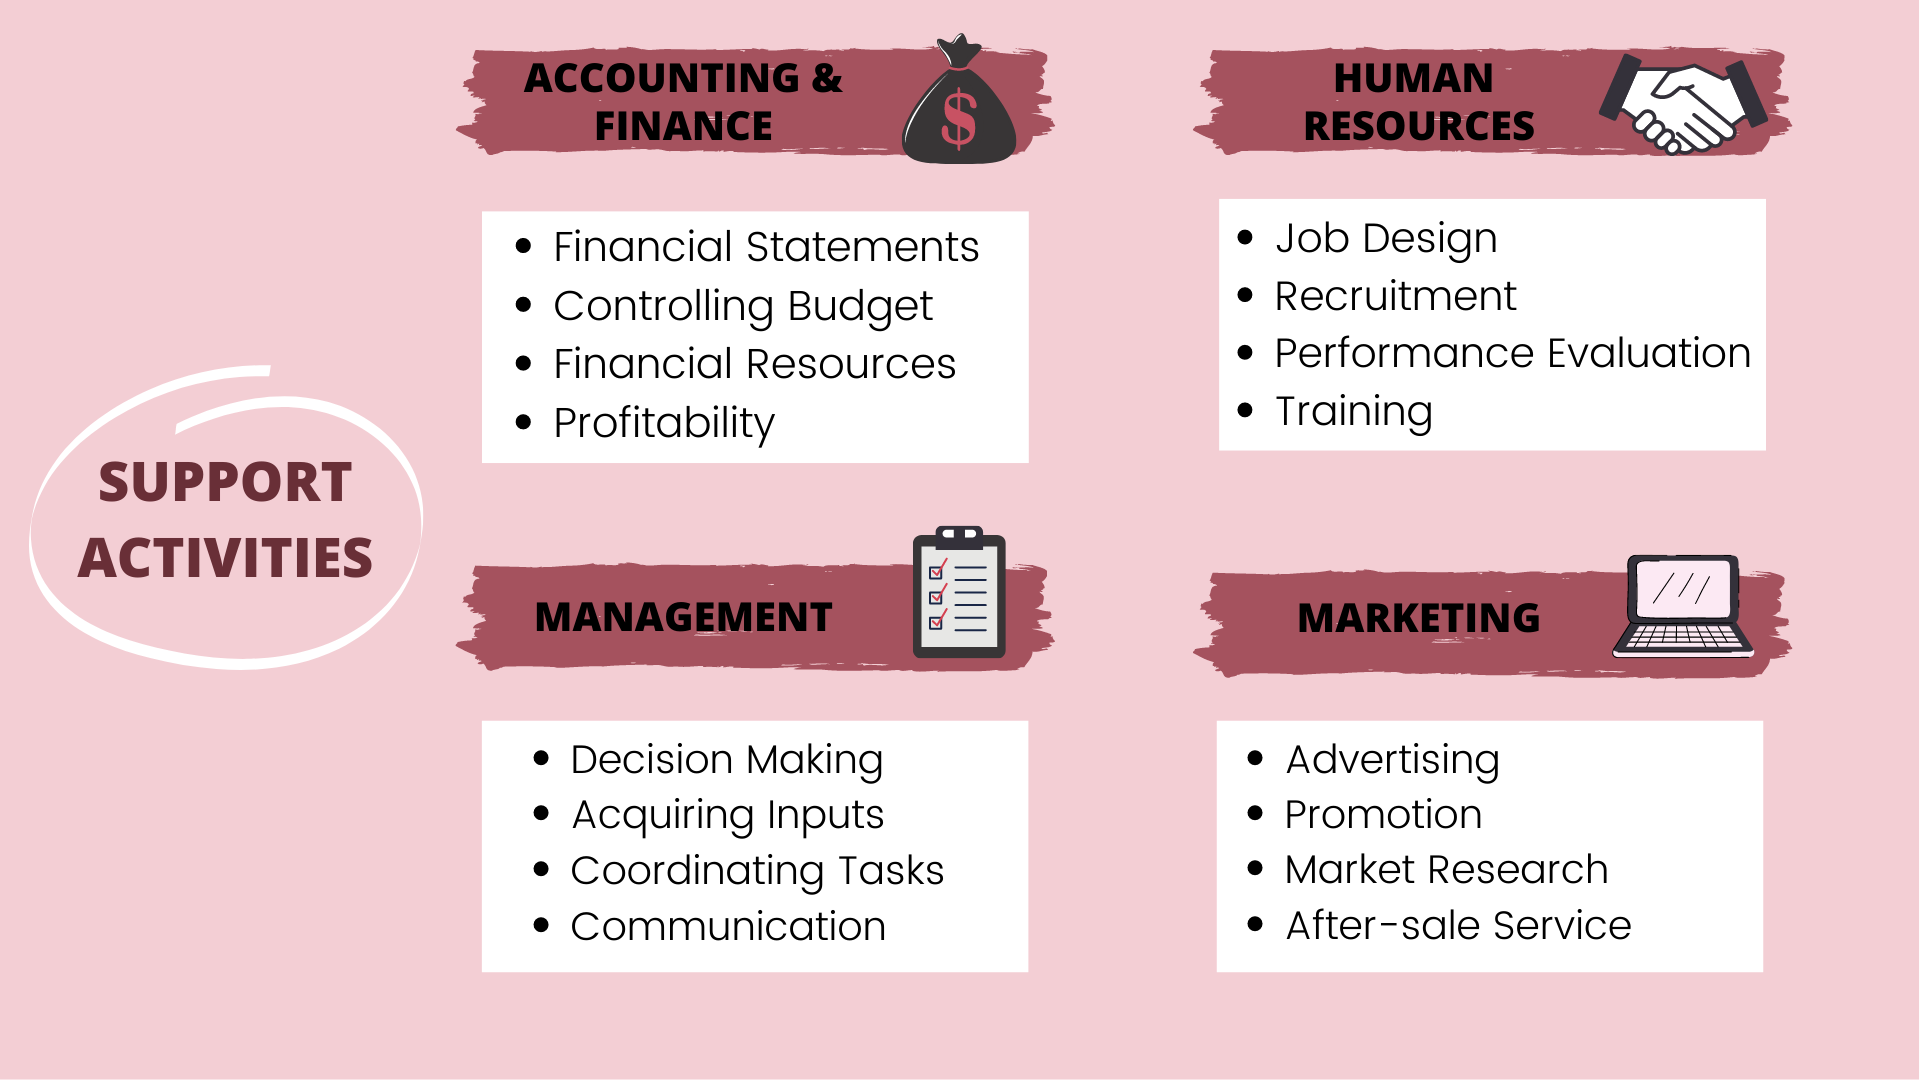 SUPPORT
ACTIVITIES
ACCOUNTING &
FINANCE
$
• Financial Statements
• Controlling Budget
• Financial Resources
• Profitability
HUMAN
RESOURCES
• Job Design
• Recruitment
• Performance Evaluation
• Training
MANAGEMENT
• Decision Making
• Acquiring Inputs
• Coordinating Tasks
• Communication
MARKETING
• Advertising
• Promotion
• Market Research
• After-sale Service